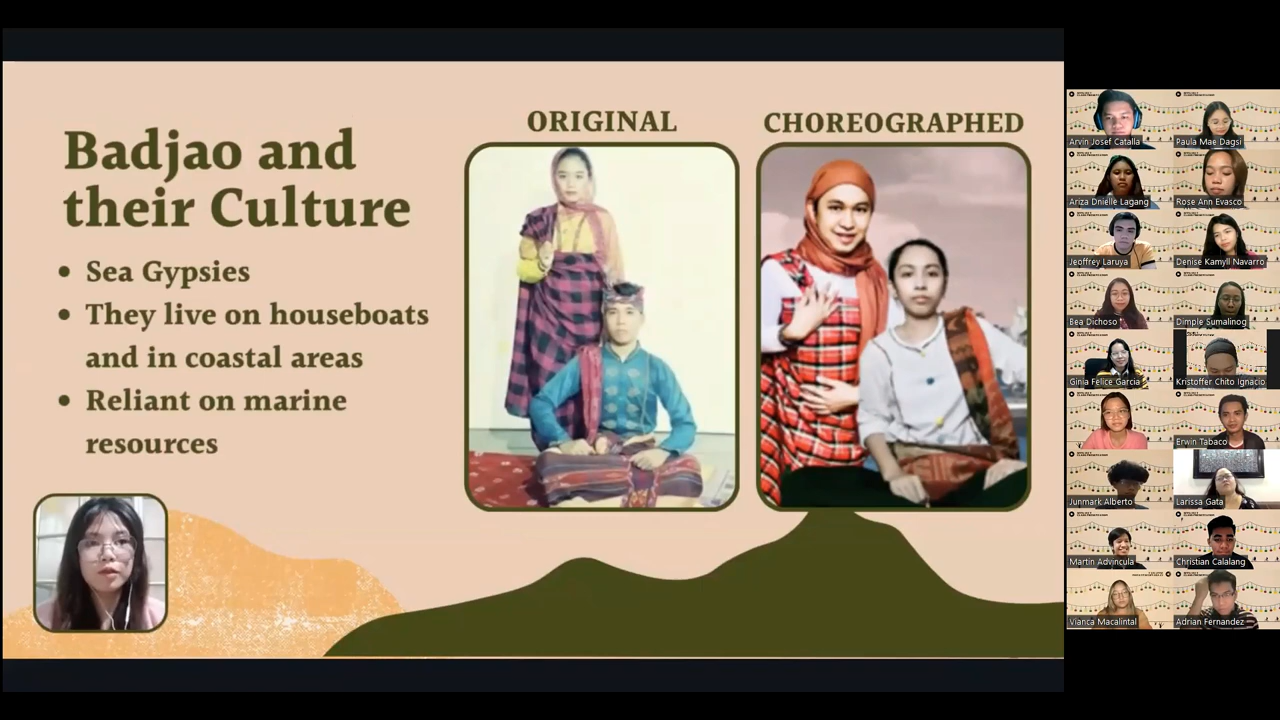 Badjao and
their Culture
• Sea Gypsies
• They live on houseboats
and in coastal areas
• Reliant on marine
resources
ORIGINAL
CHOREOGRAPHED
Arvin Josef Catalla
Paula Mae Dagsi
Ariza Dnielle Lagang
Rose Ann Evasco
Jeoffrey Laruya
Denise Kamyll Navarro
Bea Dichoso
Dimple Sumalinog
Ginia Felice Garcia
Kristoffer Chito Ignacio
Erwin Tabaco
Junmark Alberto
Larissa Gata
Martin Advincula
Christian Calalang
Vianca Macalintal
Adrian Fernandez